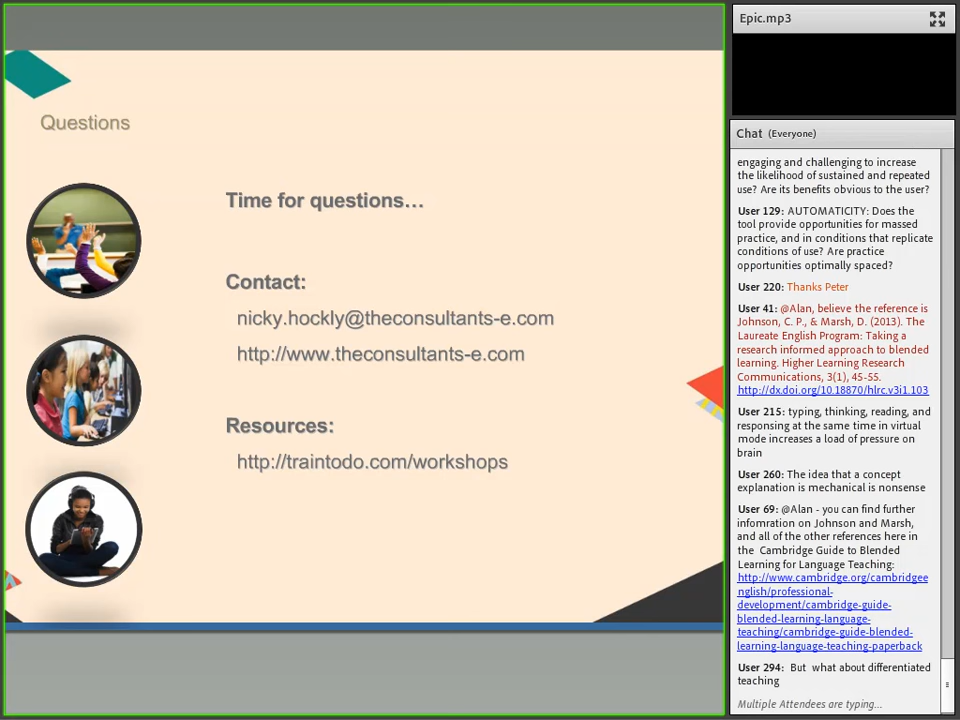 Questions
Time for questions…
Contact:
nicky.hockly@theconsultants-e.com
http://www.theconsultants-e.com
Resources:
http://traintodo.com/workshops
Epic.mp3
Chat (Everyone)
engaging and challenging to increase
the likelihood of sustained and repeated
use? Are its benefits obvious to the user?
User 129: AUTOMATICITY: Does the
tool provide opportunities for massed
practice, and in conditions that replicate
conditions of use? Are practice
opportunities optimally spaced?
User 220: Thanks Peter
User 41: @Alan, believe the reference is
Johnson, C. P., & Marsh, D. (2013). The
Laureate English Program: Taking a
research informed approach to blended
learning. Higher Learning Research
Communications, 3(1), 45-55.
http://dx.doi.org/10.18870/hlrc.v3i1.103
User 215: typing, thinking, reading, and
responsing at the same time in virtual
mode increases a load of pressure on
brain
User 260: The idea that a concept
explanation is mechanical is nonsense
User 69: @Alan - you can find further
infomration on Johnson and Marsh,
and all of the other references here in
the Cambridge Guide to Blended
Learning for Language Teaching:
http://www.cambridge.org/cambridgee
nglish/professional-
development/cambridge-guide-
blended-learning-language-
teaching/cambridge-guide-blended-
learning-language-teaching-paperback
User 294: But what about differentiated
teaching
Multiple Attendees are typing...